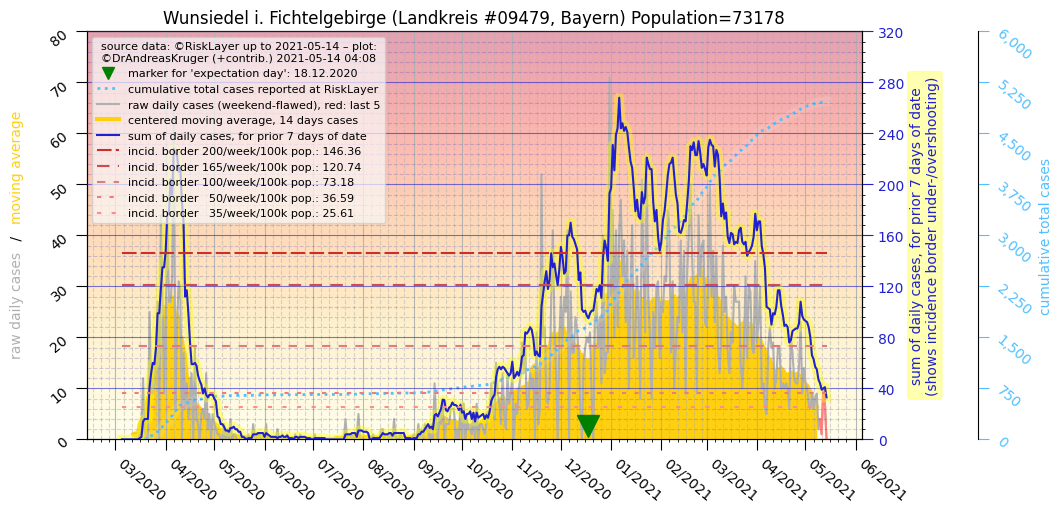 Wunsiedel i. Fichtelgebirge (Landkreis #09479, Bayern) Population=73178
source data: ©RiskLayer up to 2021-05-14 – plot:
©DrAndreasKruger (+contrib.) 2021-05-14 04:08
marker for 'expectation day': 18.12.2020
cumulative total cases reported at RiskLayer
raw daily cases (weekend-flawed), red: last 5
centered moving average, 14 days cases
sum of daily cases, for prior 7 days of date
incid. border 200/week/100k pop.: 146.36
incid. border 165/week/100k pop.: 120.74
incid. border 100/week/100k pop.: 73.18
incid. border 50/week/100k pop.: 36.59
incid. border 35/week/100k pop.: 25.61
raw daily cases / moving average
80
70
60
50
40
30
20
10
0
03/2020
04/2020
05/2020
06/2020
07/2020
08/2020
09/2020
10/2020
11/2020
12/2020
01/2021
02/2021
03/2021
04/2021
05/2021
06/2021
320
280
240
200
160
120
80
40
0
sum of daily cases, for prior 7 days of date
(shows incidence border under-/overshooting)
6,000
5,250
4,500
3,750
3,000
2,250
1,500
750
0
cumulative total cases